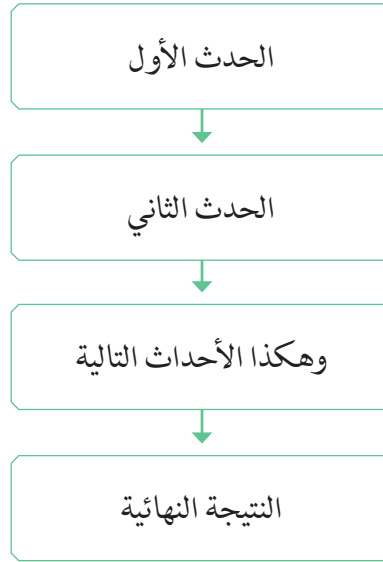 الحدث الأول
الحدث الثاني
وهكذا الأحداث التالية
النتيجة النهائية